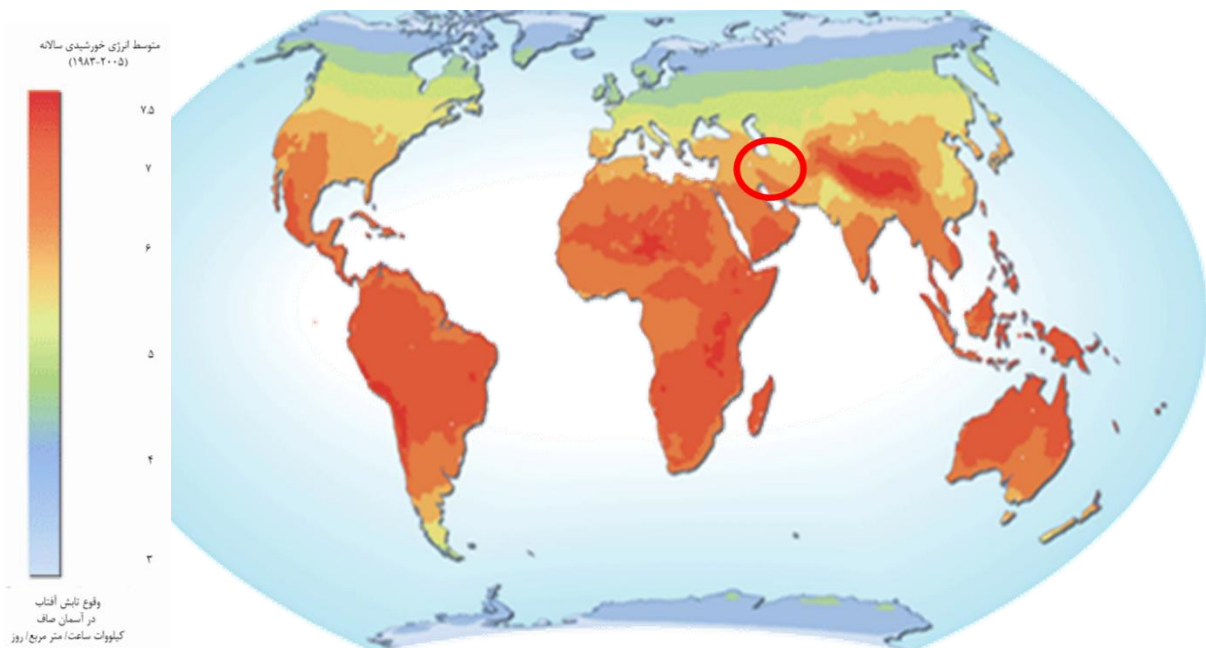 متوسط انرژی خورشیدی سالانه
(۱۹۸۳-۲۰۰۵)
۷.۵
۷
۶
۵
۴
۳
وقوع تابش آفتاب
در آسمان صاف
کیلووات ساعت/ متر مربع/ روز